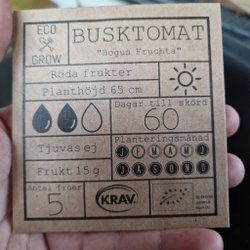 ECO
GROW
BUSKTOMAT
"Bogus Fruchta"
Röda frukter
Planthöjd 65 cm
Dagar till skörd
60
Planteringsmånad
J F M A M J
J A S O N D
Tjuvas ej
Frukt 15 g
Antal fröer
5
KRAV